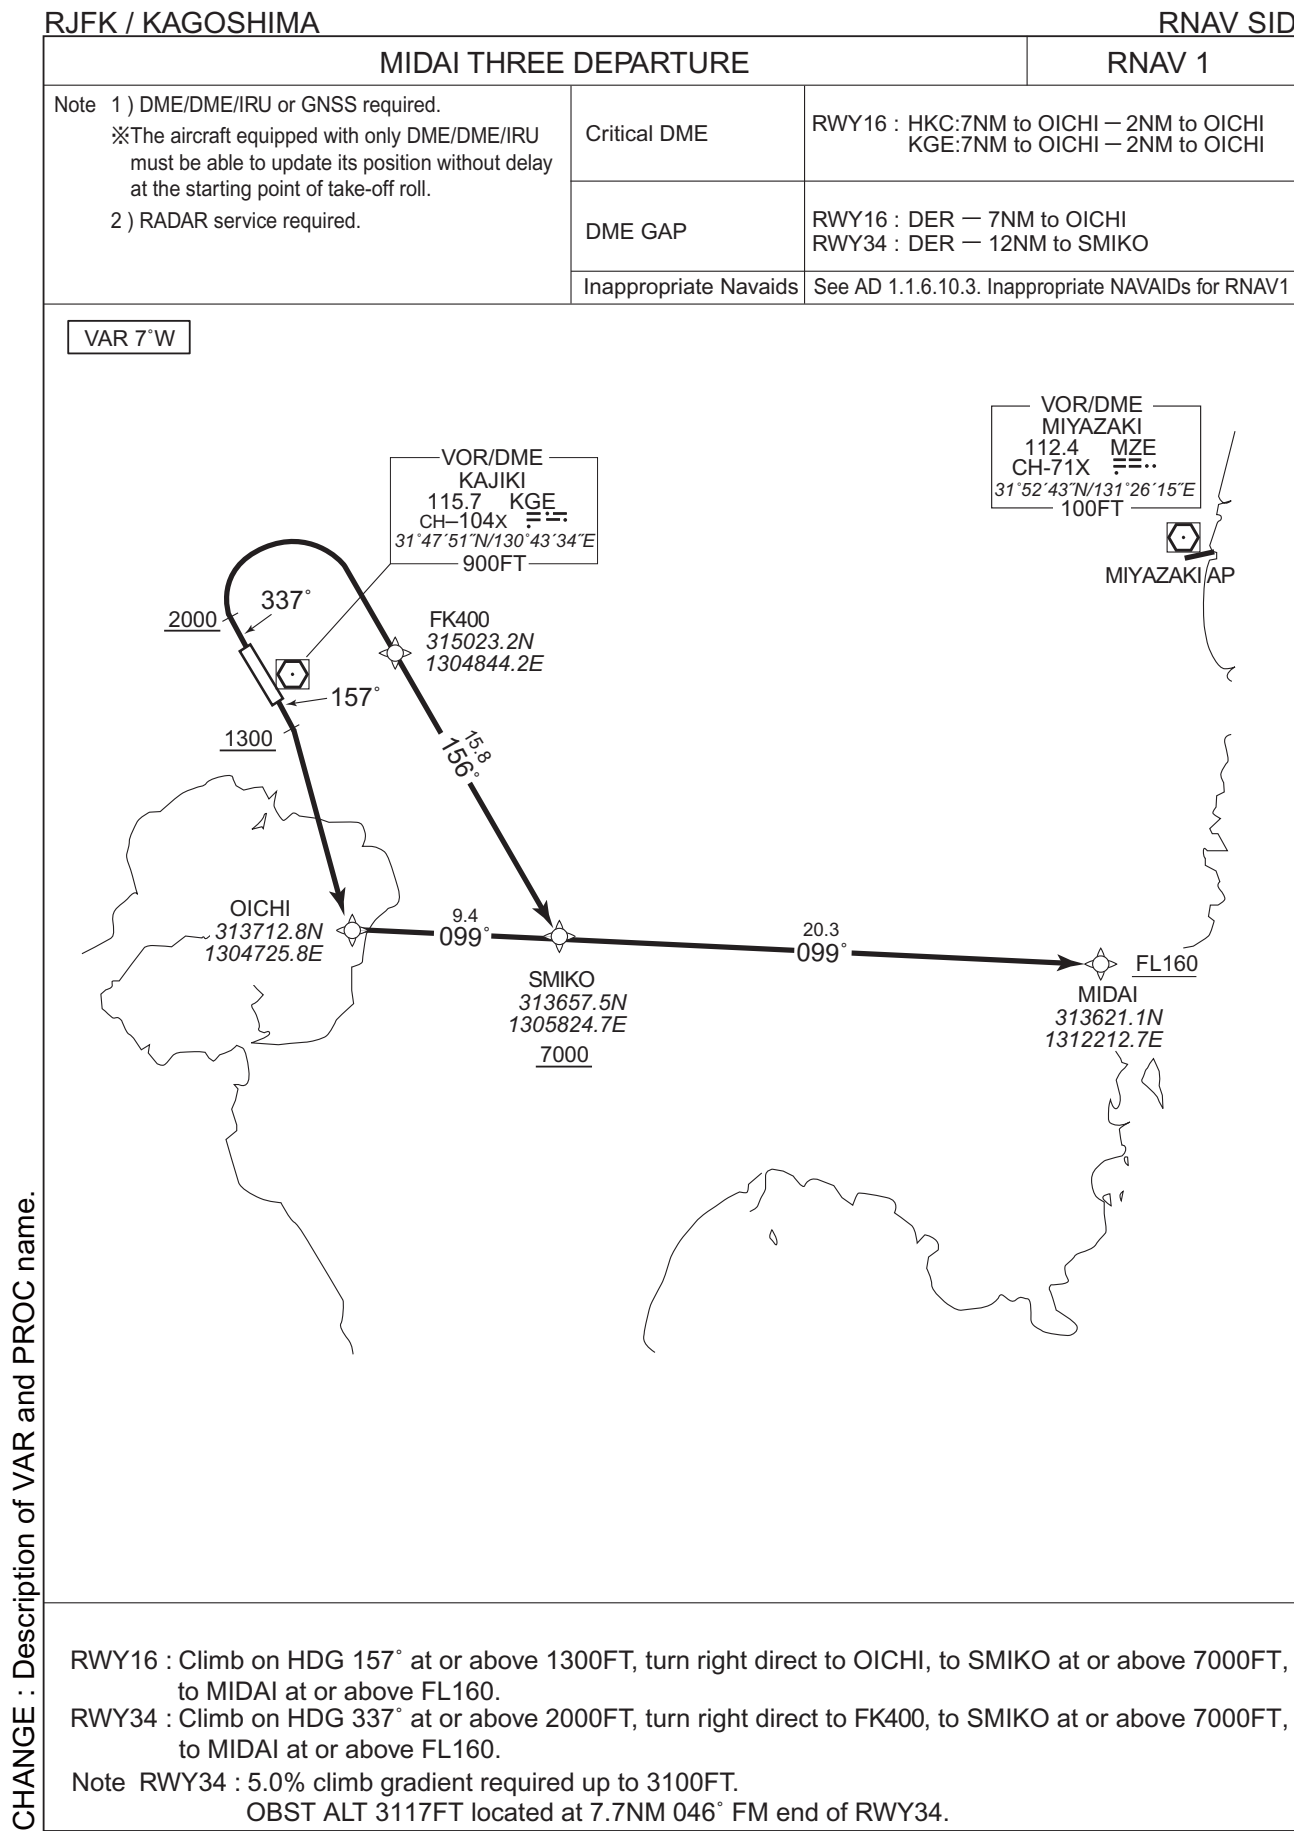 RJFK / KAGOSHIMA
RNAV SID
MIDAI THREE DEPARTURE
RNAV 1
Note 1 ) DME/DME/IRU or GNSS required.
※The aircraft equipped with only DME/DME/IRU
must be able to update its position without delay
at the starting point of take-off roll.
2 ) RADAR service required.
Critical DME
RWY16 : HKC:7NM to OICHI – 2NM to OICHI
KGE:7NM to OICHI – 2NM to OICHI
DME GAP
RWY16 : DER – 7NM to OICHI
RWY34 : DER – 12NM to SMIKO
Inappropriate Navaids
See AD 1.1.6.10.3. Inappropriate NAVAIDs for RNAV1
VAR 7˚W
VOR/DME
MIYAZAKI
112.4 MZE
CH-71X
31˚52´43˝N/131˚26´15˝E
100FT
MIYAZAKI AP
VOR/DME
KAJIKI
115.7 KGE
CH–104X
31˚47´51˝N/130˚43´34˝E
900FT
2000
337˚
FK400
315023.2N
1304844.2E
157˚
1300
15.8
156˚
OICHI
313712.8N
1304725.8E
9.4
099˚
SMIKO
313657.5N
1305824.7E
7000
20.3
099˚
FL160
MIDAI
313621.1N
1312212.7E
RWY16 : Climb on HDG 157˚ at or above 1300FT, turn right direct to OICHI, to SMIKO at or above 7000FT,
to MIDAI at or above FL160.
RWY34 : Climb on HDG 337˚ at or above 2000FT, turn right direct to FK400, to SMIKO at or above 7000FT,
to MIDAI at or above FL160.
Note RWY34 : 5.0% climb gradient required up to 3100FT.
OBST ALT 3117FT located at 7.7NM 046˚ FM end of RWY34.
CHANGE : Description of VAR and PROC name.